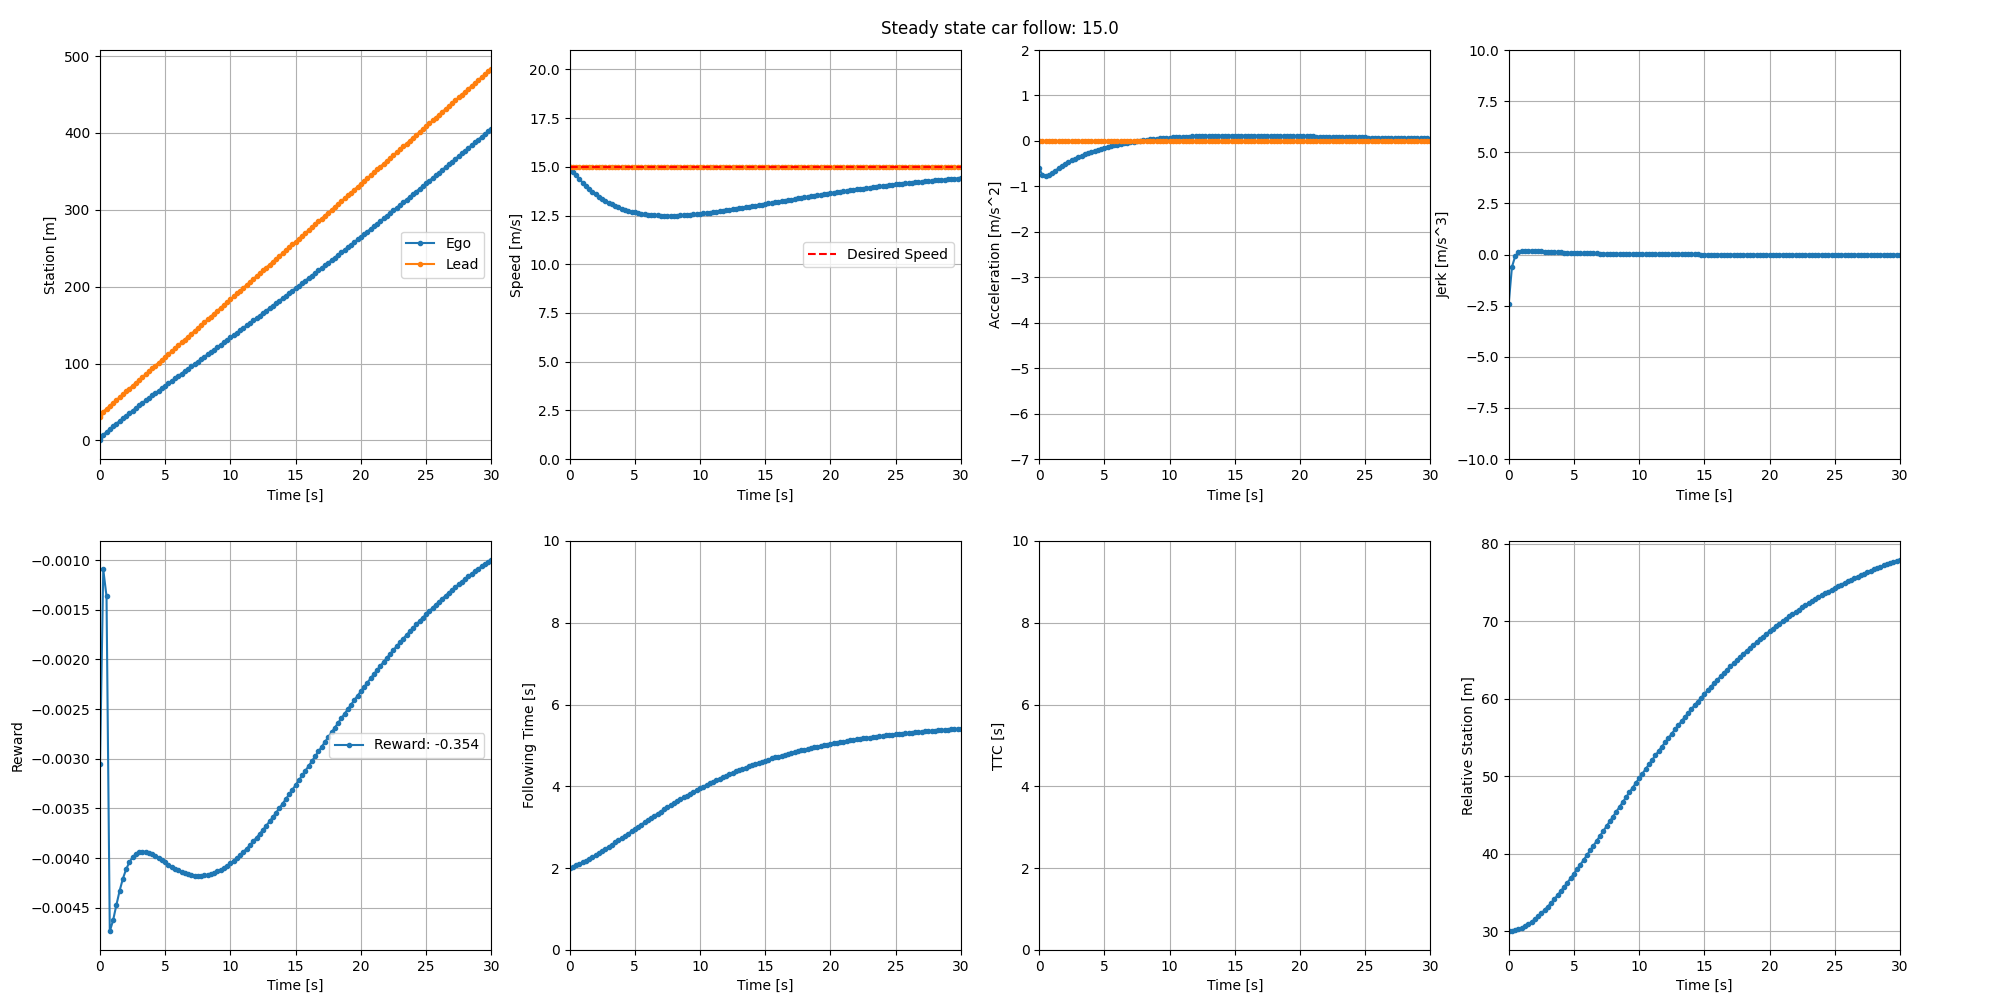 Steady state car follow: 15.0
Station [m]
500
400
300
200
100
0
Ego
Lead
0 5 10 15 20 25 30
Time [s]
Speed [m/s]
20.0
17.5
15.0
12.5
10.0
7.5
5.0
2.5
0.0
Desired Speed
0 5 10 15 20 25 30
Time [s]
Acceleration [m/s^2]
2
1
0
−1
−2
−3
−4
−5
−6
−7
0 5 10 15 20 25 30
Time [s]
Jerk [m/s^3]
10.0
7.5
5.0
2.5
0.0
−2.5
−5.0
−7.5
−10.0
0 5 10 15 20 25 30
Time [s]
Reward
−0.0010
−0.0015
−0.0020
−0.0025
−0.0030
−0.0035
−0.0040
−0.0045
Reward: -0.354
0 5 10 15 20 25 30
Time [s]
Following Time [s]
10
8
6
4
2
0
0 5 10 15 20 25 30
Time [s]
TTC [s]
10
8
6
4
2
0
0 5 10 15 20 25 30
Time [s]
Relative Station [m]
80
70
60
50
40
30
0 5 10 15 20 25 30
Time [s]